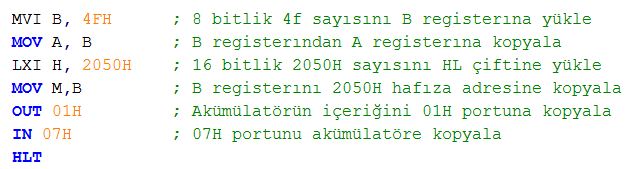 MVI B, 4FH ; 8 bitlik 4f sayısını B registerına yükle
MOV A, B ; B registerından A registerına kopyala
LXI H, 2050H ; 16 bitlik 2050H sayısını HL çiftine yükle
MOV M,B ; B registerını 2050H hafıza adresine kopyala
OUT 01H ; Akümülatörün içeriğini 01H portuna kopyala
IN 07H ; 07H portunu akümülatöre kopyala
HLT